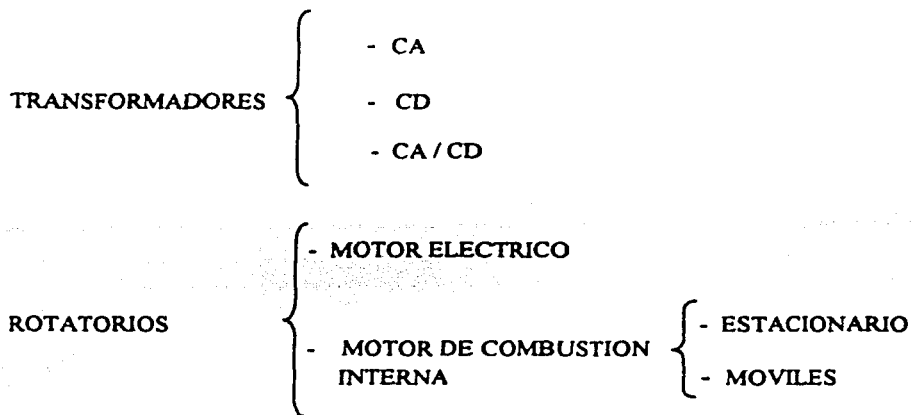 - CA
TRANSFORMADORES
- CD
- CA / CD
- MOTOR ELECTRICO
ROTATORIOS
- MOTOR DE COMBUSTION
INTERNA
- ESTACIONARIO
- MOVILES